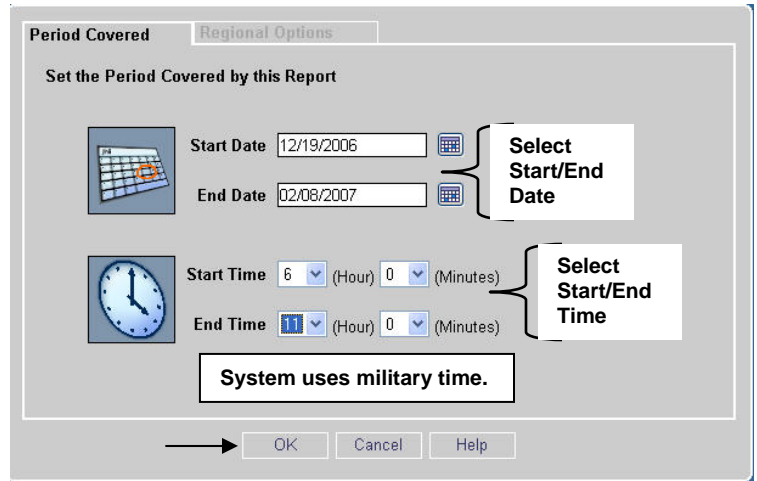 Period Covered
Regional Options
Set the Period Covered by this Report
Start Date 12/19/2006
End Date 02/08/2007
Select
Start/End
Date
Start Time 6 (Hour) 0 (Minutes)
End Time 11 (Hour) 0 (Minutes)
Select
Start/End
Time
System uses military time.
OK Cancel Help